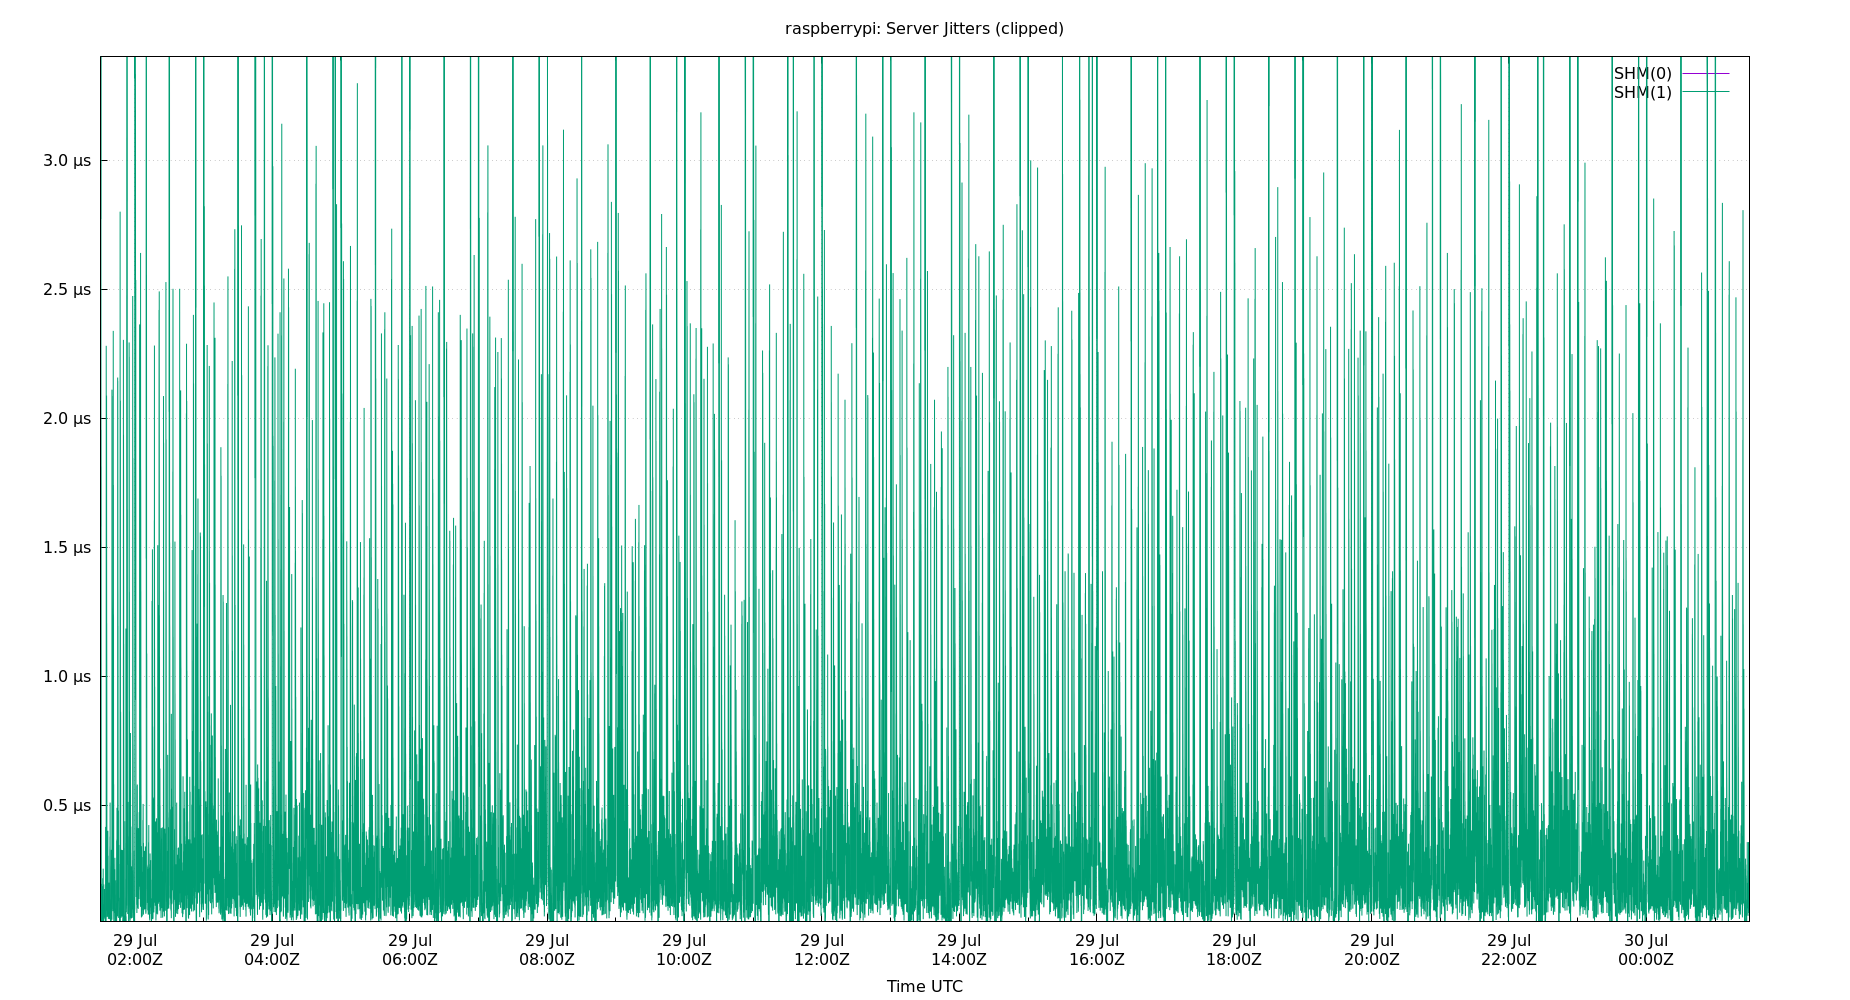 raspberrypi: Server Jitters (clipped)
SHM(0)
SHM(1)
3.0 µs
2.5 µs
2.0 µs
1.5 µs
1.0 µs
0.5 µs
29 Jul 29 Jul 29 Jul 29 Jul 29 Jul 29 Jul 29 Jul 29 Jul 29 Jul 29 Jul 29 Jul 30 Jul
02:00Z 04:00Z 06:00Z 08:00Z 10:00Z 12:00Z 14:00Z 16:00Z 18:00Z 20:00Z 22:00Z 00:00Z
Time UTC